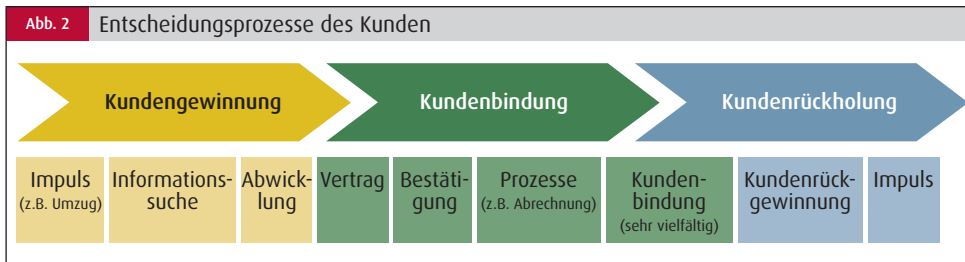 Abb. 2 Entscheidungsprozesse des Kunden
Kundengewinnung
Kundenbindung
Kundenrückholung
Impuls
(z.B. Umzug)
Informations-
suche
Abwick-
lung
Vertrag
Bestäti-
gung
Prozesse
(z.B. Abrechnung)
Kunden-
bindung
(sehr vielfältig)
Kundenrück-
gewinnung
Impuls